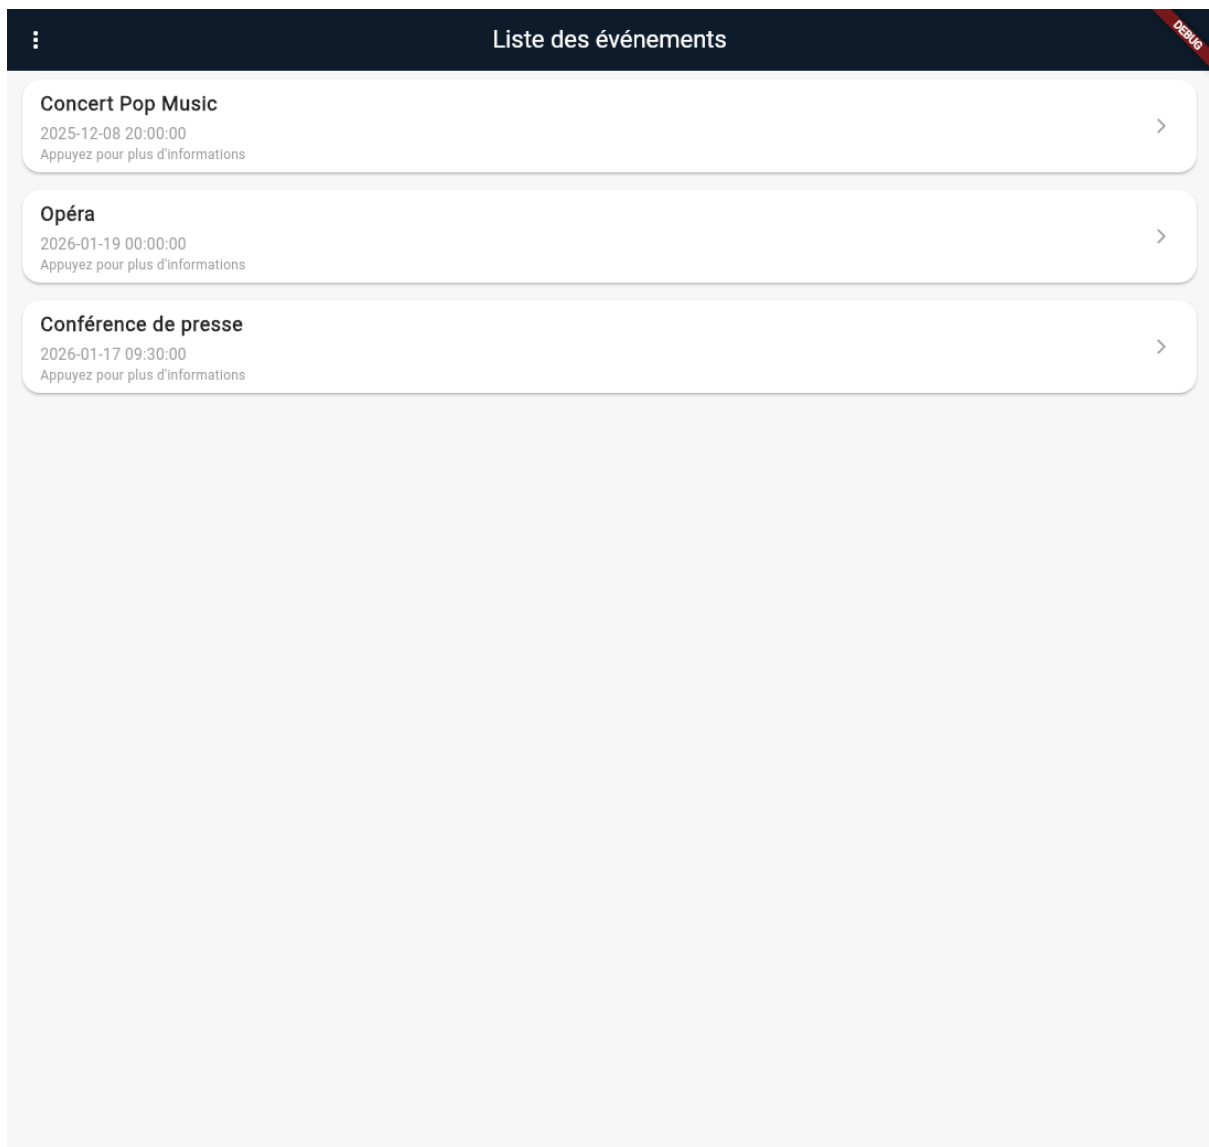 Liste des événements
DEBUG
Concert Pop Music
2025-12-08 20:00:00
Appuyez pour plus d'informations
Opéra
2026-01-19 00:00:00
Appuyez pour plus d'informations
Conférence de presse
2026-01-17 09:30:00
Appuyez pour plus d'informations